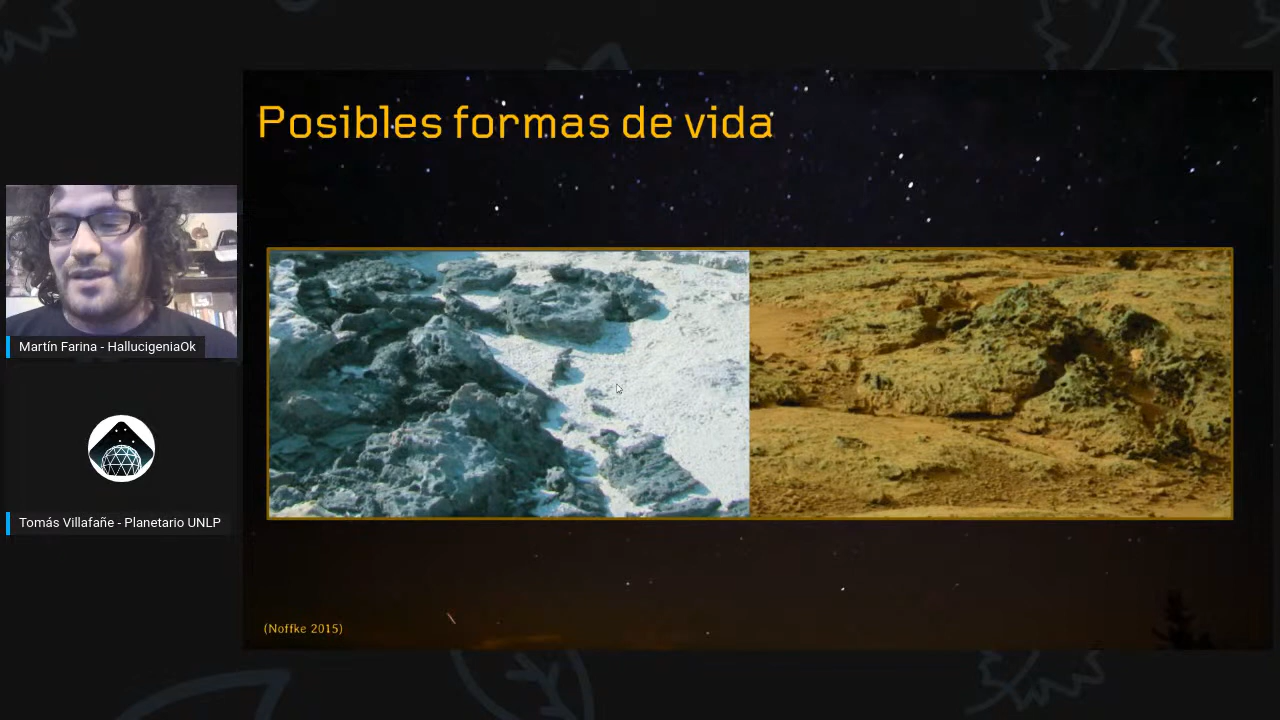 Posibles formas de vida
Martín Farina - HallucigeniaOk
Tomás Villafañe - Planetario UNLP
(Noffke 2015)